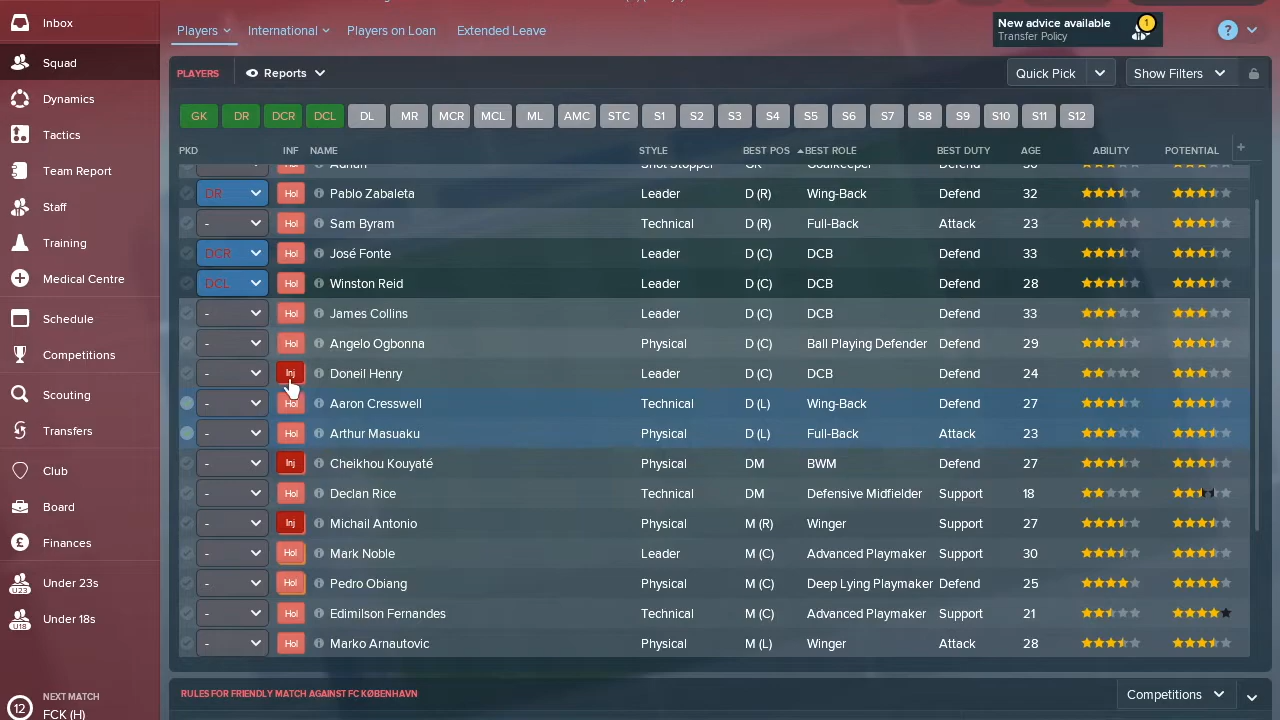 Inbox
Squad
Dynamics
Tactics
Team Report
Staff
Training
Medical Centre
Schedule
Competitions
Scouting
Transfers
Club
Board
Finances
U23 Under 23s
U18 Under 18s
12 NEXT MATCH
FCK (H)
Players International Players on Loan Extended Leave
New advice available 1
Transfer Policy
?
PLAYERS Reports Quick Pick Show Filters
GK DR DCR DCL DL MR MCR MCL ML AMC STC S1 S2 S3 S4 S5 S6 S7 S8 S9 S10 S11 S12
PKD INF NAME STYLE BEST POS BEST ROLE BEST DUTY AGE ABILITY POTENTIAL +
Hol Adrián Shot Stopper GK Goalkeeper Defend 30
DR Hol Pablo Zabaleta Leader D (R) Wing-Back Defend 32
- Hol Sam Byram Technical D (R) Full-Back Attack 23
DCR Hol José Fonte Leader D (C) DCB Defend 33
DCL Hol Winston Reid Leader D (C) DCB Defend 28
- Hol James Collins Leader D (C) DCB Defend 33
- Hol Angelo Ogbonna Physical D (C) Ball Playing Defender Defend 29
- Inj Doneil Henry Leader D (C) DCB Defend 24
- Hol Aaron Cresswell Technical D (L) Wing-Back Defend 27
- Hol Arthur Masuaku Physical D (L) Full-Back Attack 23
- Inj Cheikhou Kouyaté Physical DM BWM Defend 27
- Hol Declan Rice Technical DM Defensive Midfielder Support 18
- Inj Michail Antonio Physical M (R) Winger Support 27
- Hol Mark Noble Leader M (C) Advanced Playmaker Support 30
- Hol Pedro Obiang Physical M (C) Deep Lying Playmaker Defend 25
- Hol Edimilson Fernandes Technical M (C) Advanced Playmaker Support 21
- Hol Marko Arnautovic Physical M (L) Winger Attack 28
RULES FOR FRIENDLY MATCH AGAINST FC KØBENHAVN Competitions